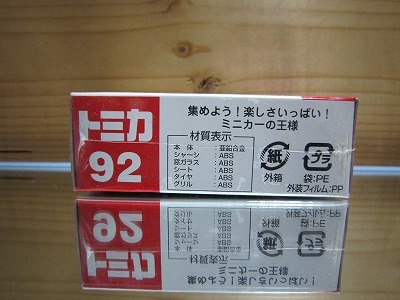 トミカ
92
集めよう!楽しさいっぱい!
ミニカーの王様
材質表示
本体:亜鉛合金
シャーシ:ABS
窓ガラス:ABS
シート:ABS
タイヤ:ABS
グリル:ABS
紙
外箱
プラ
袋:PE
外装フィルム:PP